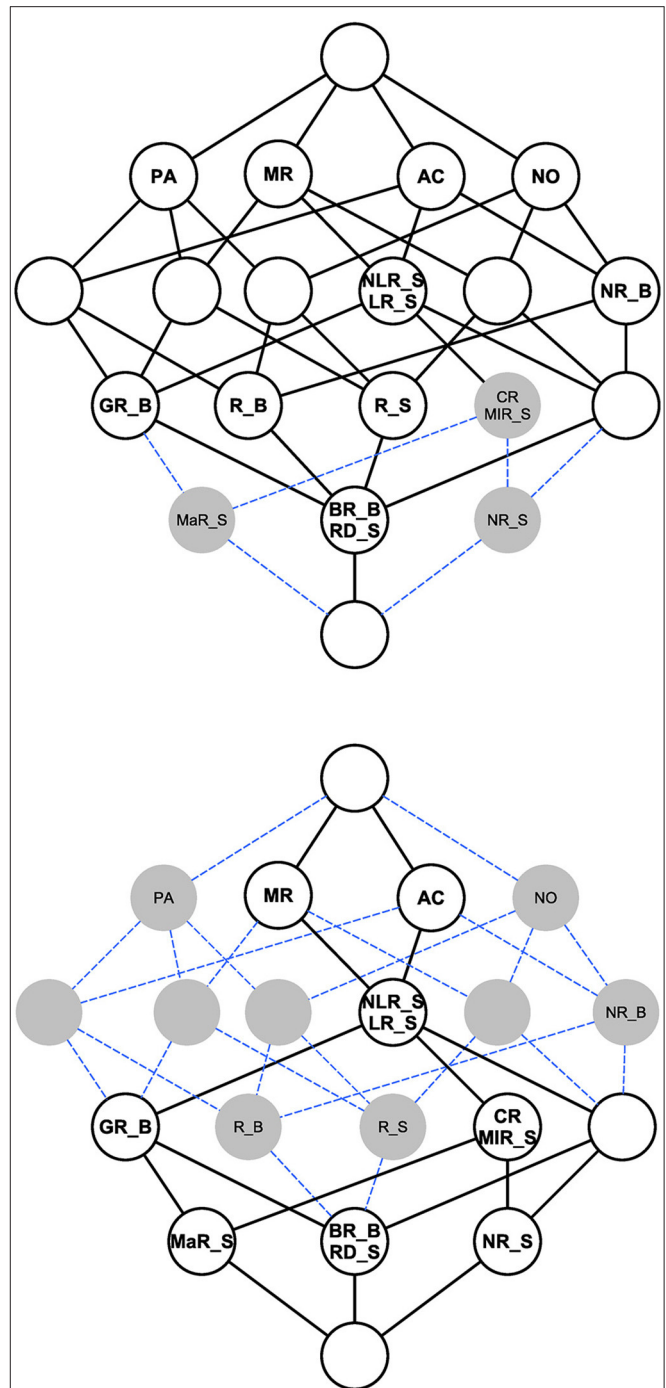 PA MR AC NO
NLR_S
LR_S
NR_B
GR_B R_B R_S
CR
MIR_S
MaR_S
BR_B
RD_S
NR_S
PA MR AC NO
NLR_S
LR_S
NR_B
GR_B R_B R_S
CR
MIR_S
MaR_S
BR_B
RD_S
NR_S